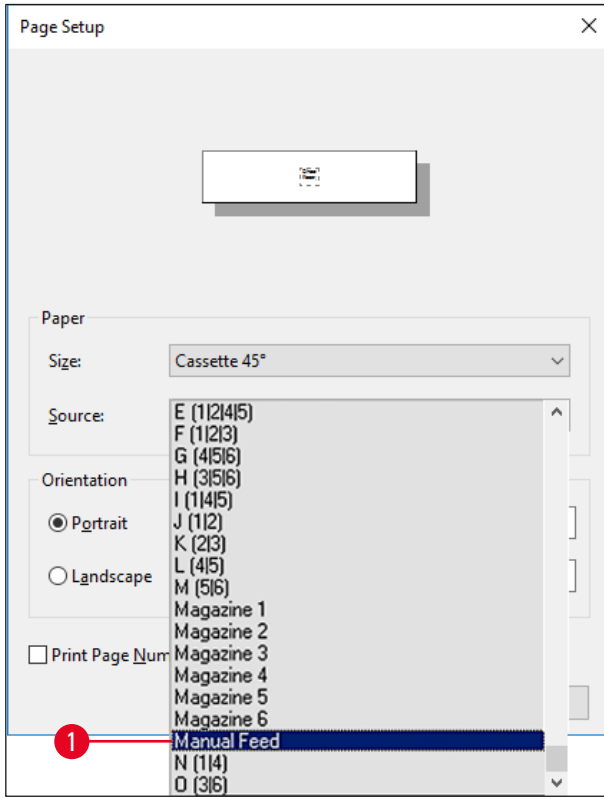 Page Setup
Paper
Size:
Cassette 45°
Source:
E (1|2|4|5)
F (1|2|3)
G (4|5|6)
H (3|5|6)
I (1|4|5)
J (1|2)
K (2|3)
L (4|5)
M (5|6)
Magazine 1
Magazine 2
Magazine 3
Magazine 4
Magazine 5
Magazine 6
Manual Feed
N (1|4)
O (3|6)
Orientation
Portrait
Landscape
Print Page Num
1